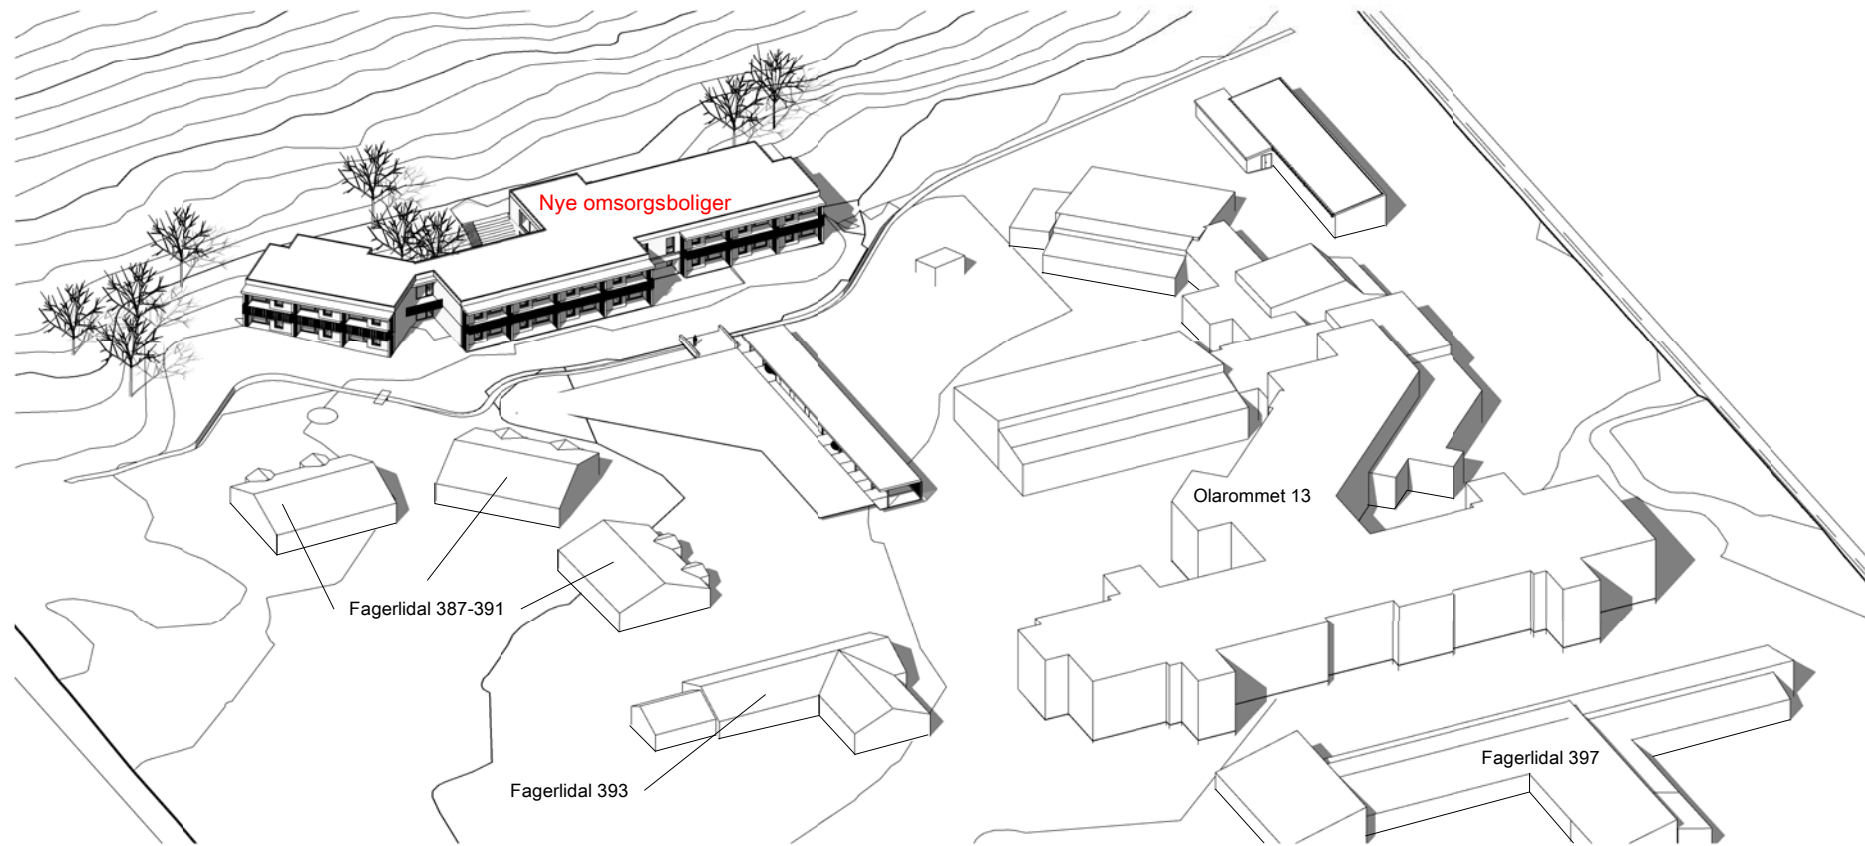 Nye omsorgsboliger
Olarommet 13
Fagerlidal 387-391
Fagerlidal 397
Fagerlidal 393